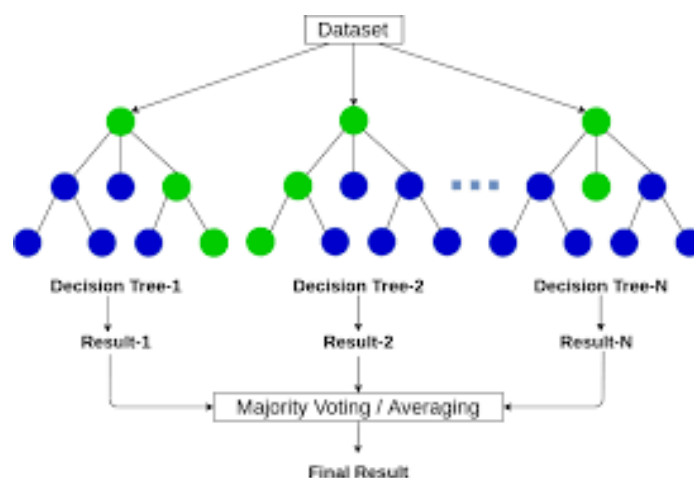 Dataset
Decision Tree-1
Decision Tree-2
Decision Tree-N
Result-1
Result-2
Result-N
Majority Voting / Averaging
Final Result